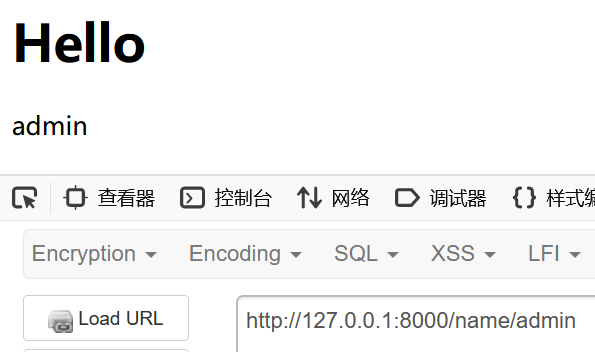 Hello
admin
查看器 控制台 网络 调试器 样式编
Encryption Encoding SQL XSS LFI
Load URL http://127.0.0.1:8000/name/admin